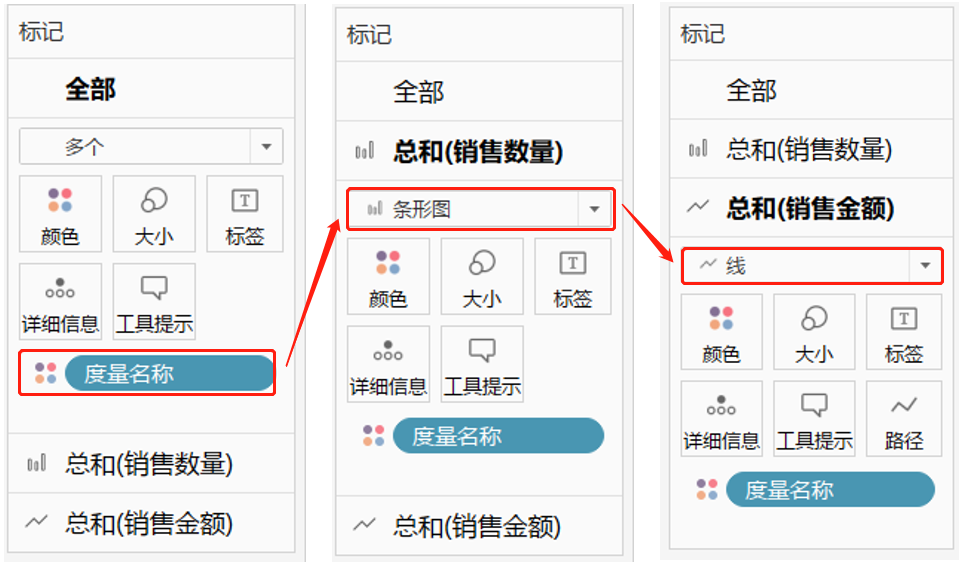 标记
全部
多个
颜色
大小
标签
详细信息
工具提示
度量名称
总和(销售数量)
总和(销售金额)
标记
全部
总和(销售数量)
条形图
颜色
大小
标签
详细信息
工具提示
度量名称
总和(销售金额)
标记
全部
总和(销售数量)
总和(销售金额)
线
颜色
大小
标签
详细信息
工具提示
路径
度量名称